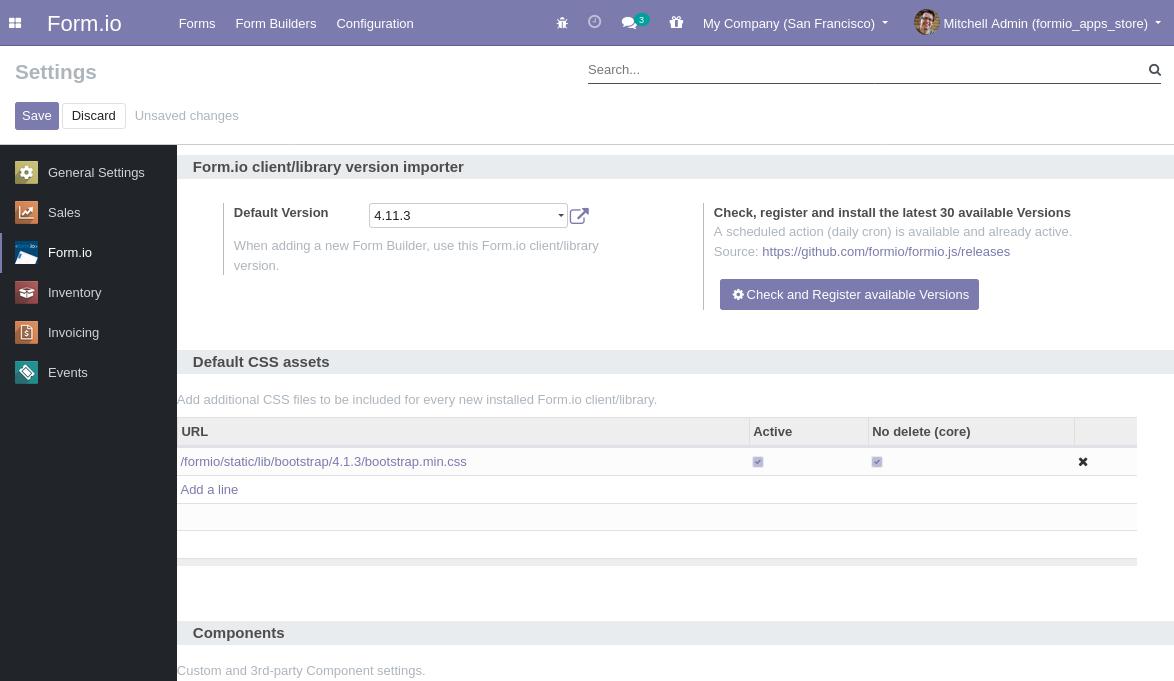 Form.io
Forms
Form Builders
Configuration
3
My Company (San Francisco)
Mitchell Admin (formio_apps_store)
Settings
Search...
Save
Discard
Unsaved changes
General Settings
Sales
Form.io
Inventory
Invoicing
Events
Form.io client/library version importer
Default Version
4.11.3
When adding a new Form Builder, use this Form.io client/library
version.
Check, register and install the latest 30 available Versions
A scheduled action (daily cron) is available and already active.
Source: https://github.com/formio/formio.js/releases
Check and Register available Versions
Default CSS assets
Add additional CSS files to be included for every new installed Form.io client/library.
URL
Active
No delete (core)
/formio/static/lib/bootstrap/4.1.3/bootstrap.min.css
Add a line
Components
Custom and 3rd-party Component settings.